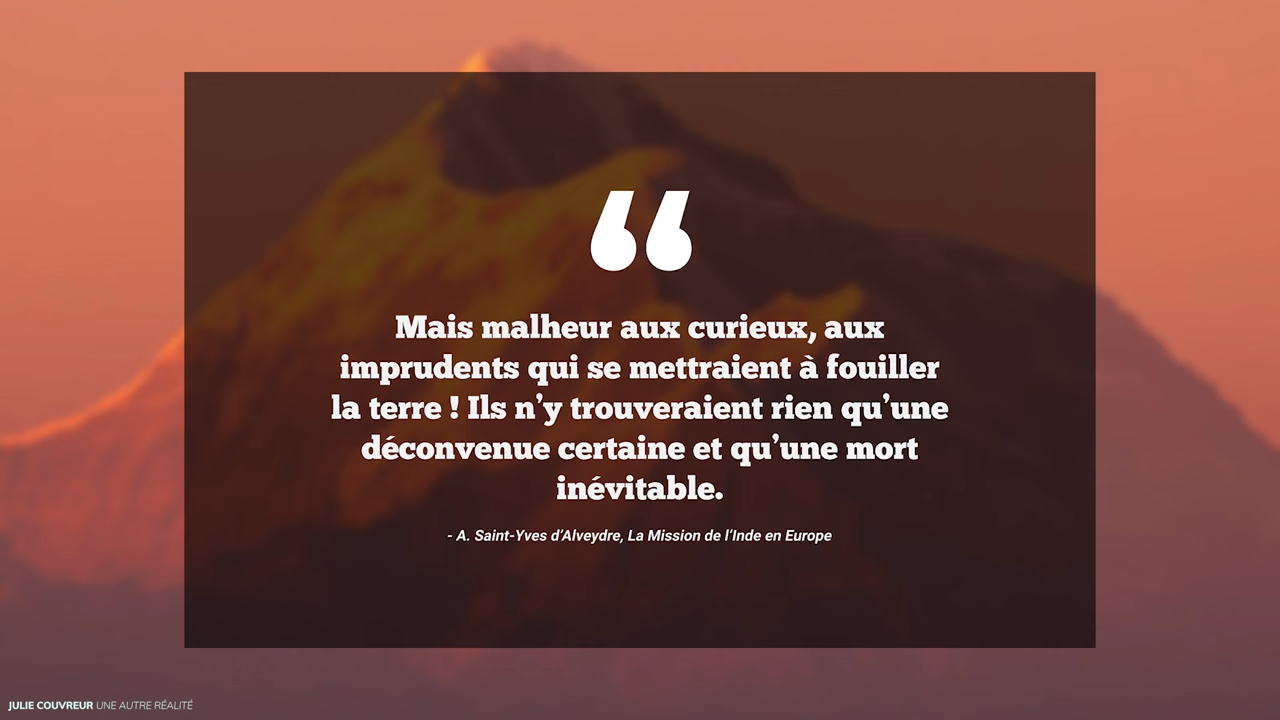 “
Mais malheur aux curieux, aux
imprudents qui se mettraient à fouiller
la terre ! Ils n’y trouveraient rien qu’une
déconvenue certaine et qu’une mort
inévitable.
- A. Saint-Yves d’Alveydre, La Mission de l’Inde en Europe
JULIE COUVREUR UNE AUTRE RÉALITÉ